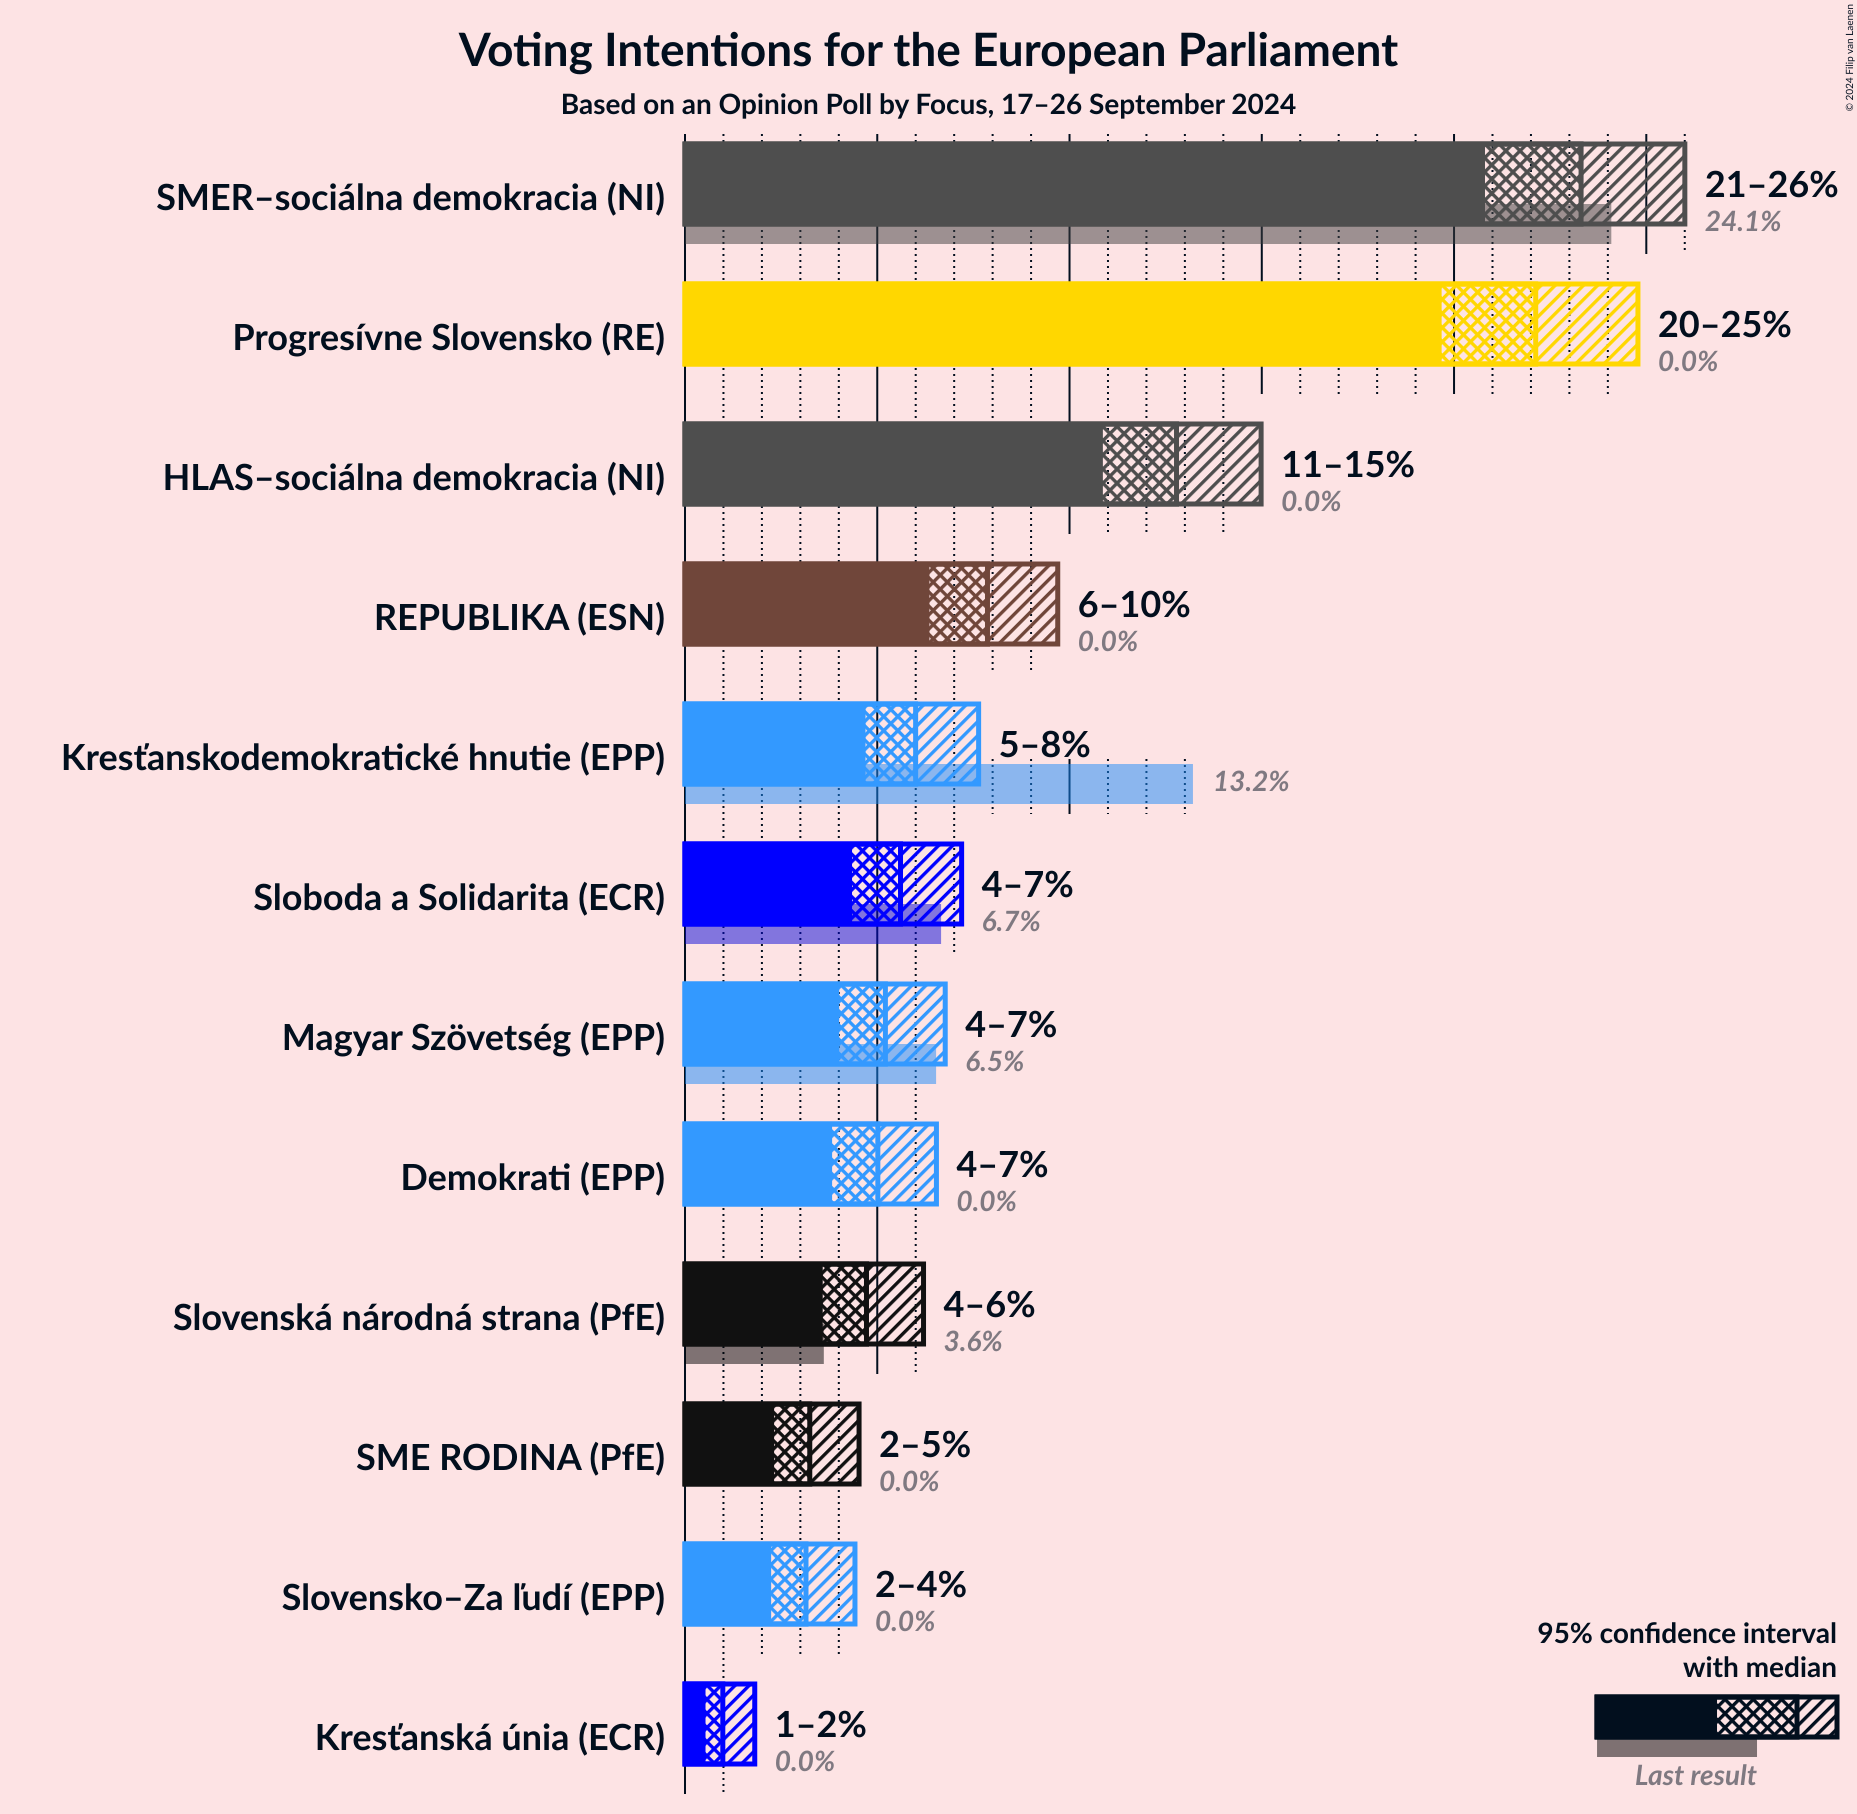 Voting Intentions for the European Parliament
Based on an Opinion Poll by Focus, 17–26 September 2024
© 2024 Filip van Laenen
SMER–sociálna demokracia (NI)
21–26%
24.1%
Progresívne Slovensko (RE)
20–25%
0.0%
HLAS–sociálna demokracia (NI)
11–15%
0.0%
REPUBLIKA (ESN)
6–10%
0.0%
Kresťanskodemokratické hnutie (EPP)
5–8%
13.2%
Sloboda a Solidarita (ECR)
4–7%
6.7%
Magyar Szövetség (EPP)
4–7%
6.5%
Demokrati (EPP)
4–7%
0.0%
Slovenská národná strana (PfE)
4–6%
3.6%
SME RODINA (PfE)
2–5%
0.0%
Slovensko–Za ľudí (EPP)
2–4%
0.0%
Kresťanská únia (ECR)
1–2%
0.0%
95% confidence interval
with median
Last result